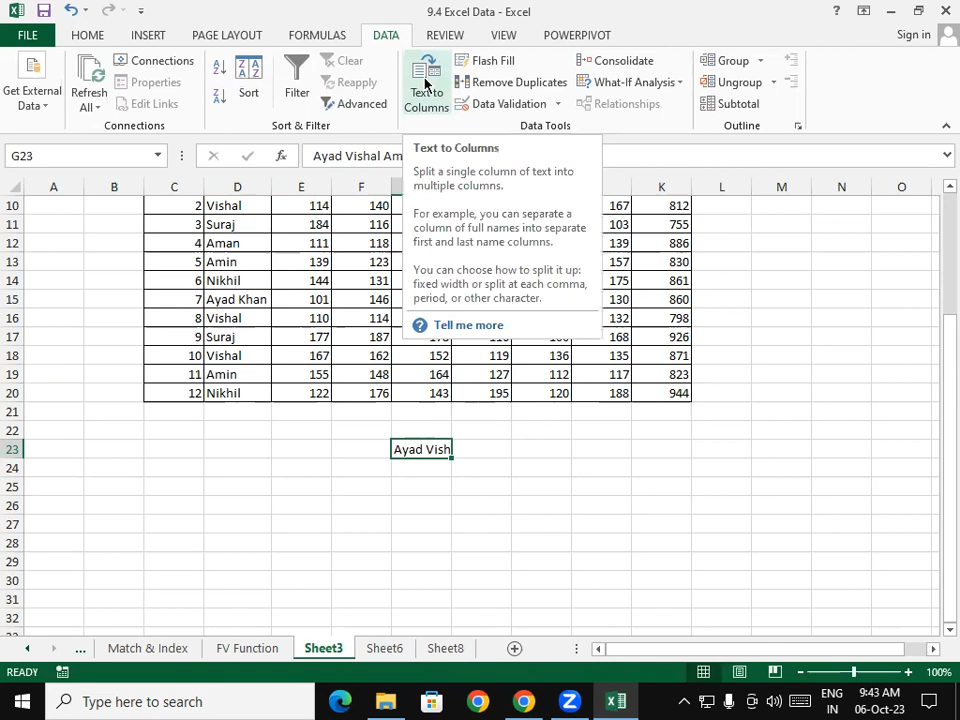 9.4 Excel Data - Excel
?
Sign in
FILE
HOME
INSERT
PAGE LAYOUT
FORMULAS
DATA
REVIEW
VIEW
POWERPIVOT
Get External
Data
Refresh
All
Connections
Properties
Edit Links
Connections
Sort
Filter
Clear
Reapply
Advanced
Sort & Filter
Text to
Columns
Flash Fill
Remove Duplicates
Data Validation
Consolidate
What-If Analysis
Relationships
Data Tools
Group
Ungroup
Subtotal
Outline
G23
Ayad Vishal Am
Text to Columns
Split a single column of text into
multiple columns.
For example, you can separate a
column of full names into separate
first and last name columns.
You can choose how to split it up:
fixed width or split at each comma,
period, or other character.
Tell me more
A B C D E F K L M N O
10 2 Vishal 114 140 167 812
11 3 Suraj 184 116 103 755
12 4 Aman 111 118 139 886
13 5 Amin 139 123 157 830
14 6 Nikhil 144 131 175 861
15 7 Ayad Khan 101 146 130 860
16 8 Vishal 110 114 132 798
17 9 Suraj 177 187 168 926
18 10 Vishal 167 162 152 119 136 135 871
19 11 Amin 155 148 164 127 112 117 823
20 12 Nikhil 122 176 143 195 120 188 944
21
22
23 Ayad Vish
24
25
26
27
28
29
30
31
32
... Match & Index FV Function Sheet3 Sheet6 Sheet8
READY
100%
Type here to search
ENG
IN
9:43 AM
06-Oct-23